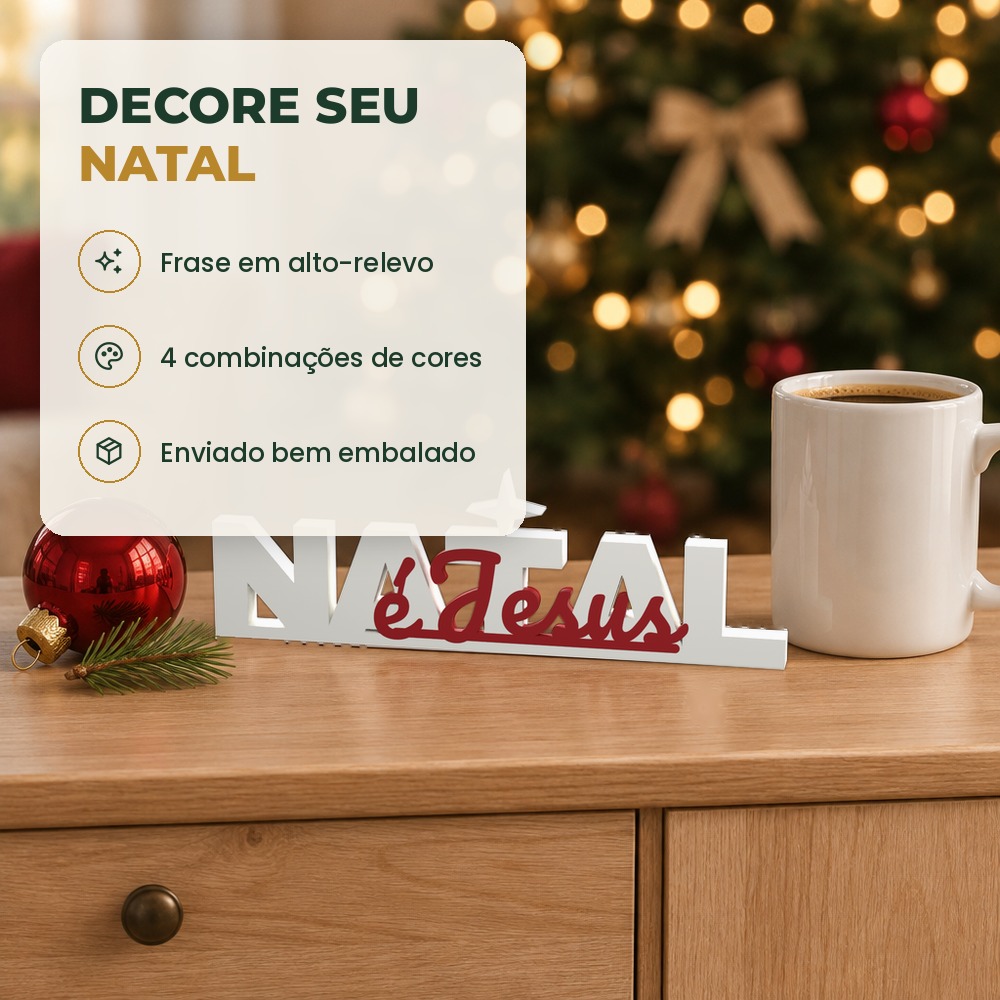 DECORE SEU
NATAL
Frase em alto-relevo
4 combinações de cores
Enviado bem embalado
NATAL
é Jesus